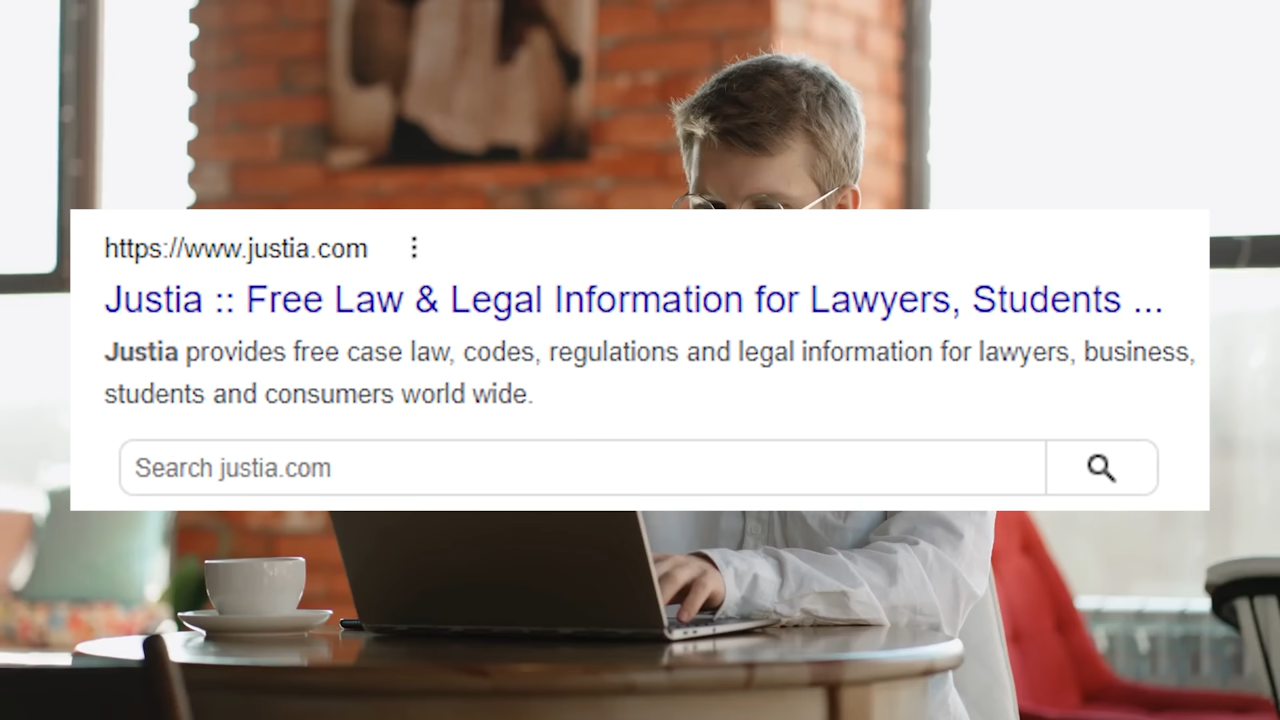 https://www.justia.com
Justia :: Free Law & Legal Information for Lawyers, Students ...
Justia provides free case law, codes, regulations and legal information for lawyers, business,
students and consumers world wide.
Search justia.com